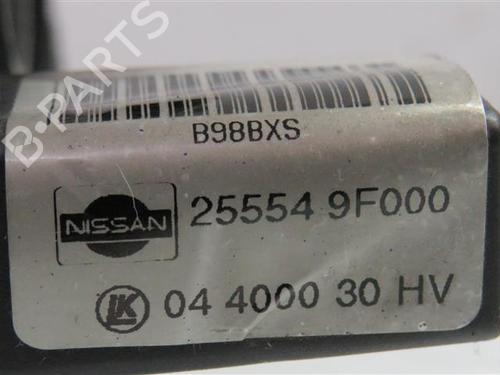 B-PARTS
B98BXS
NISSAN
25554 9F000
LK
04 4000 30 HV